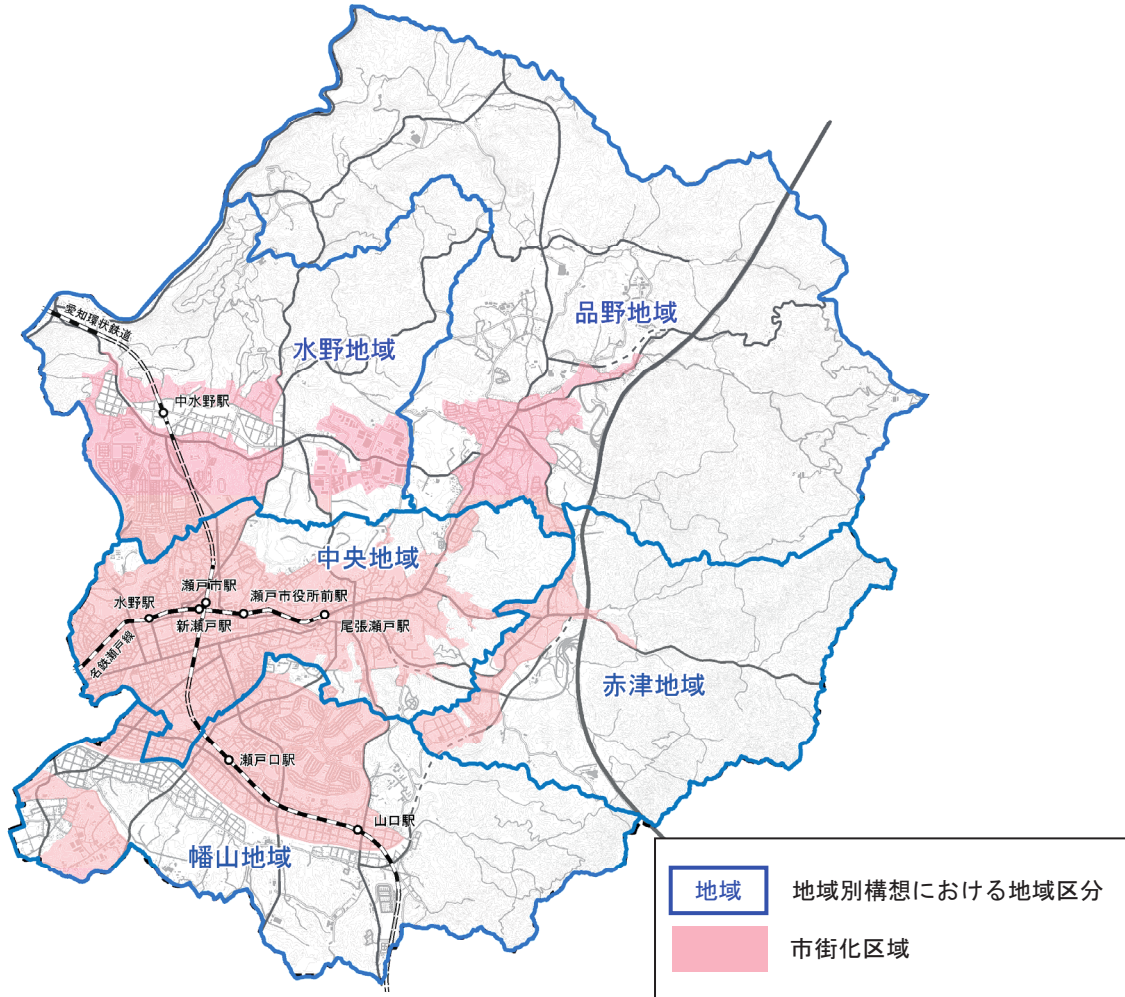 愛知環状鉄道
品野地域
水野地域
中水野駅
中央地域
瀬戸市駅
水野駅
瀬戸市役所前駅
新瀬戸駅
尾張瀬戸駅
名鉄瀬戸線
赤津地域
瀬戸口駅
山口駅
幡山地域
地域 地域別構想における地域区分
市街化区域